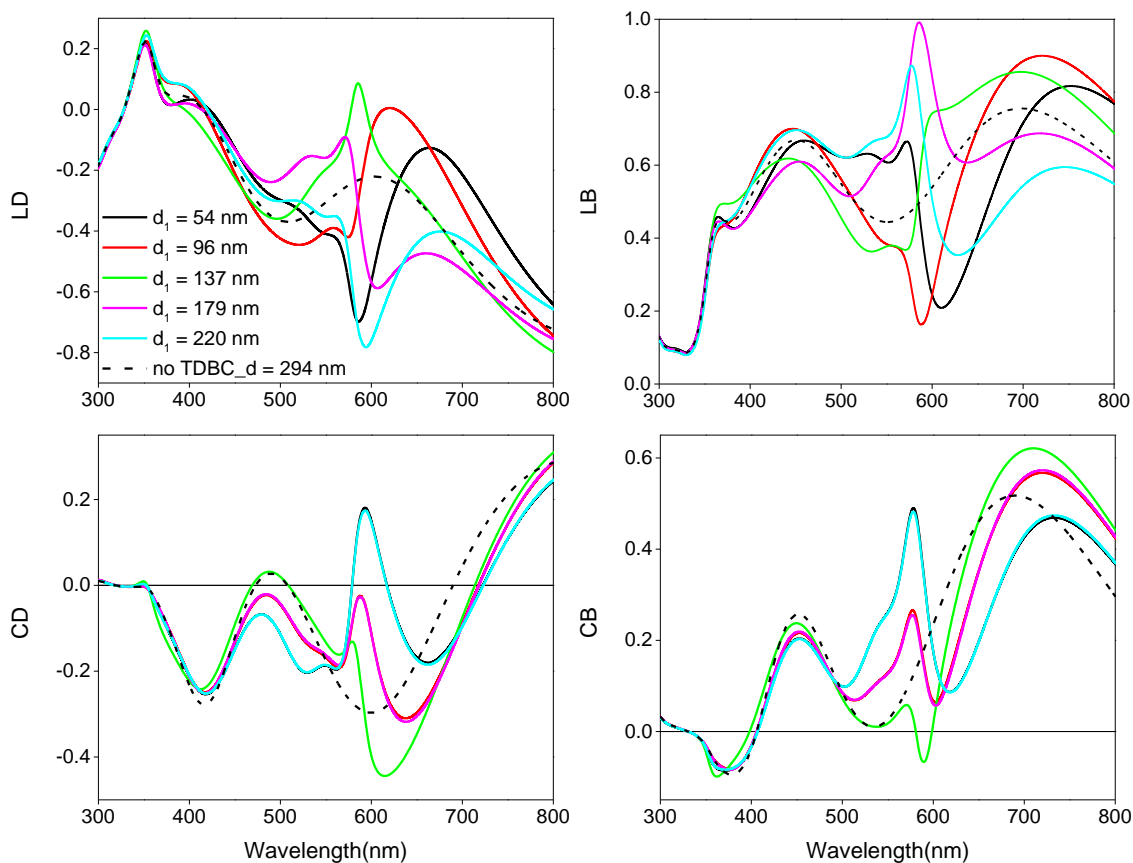 LD
0.2
0.0
-0.2
-0.4
-0.6
-0.8
d₁ = 54 nm
d₁ = 96 nm
d₁ = 137 nm
d₁ = 179 nm
d₁ = 220 nm
no TDBC_d = 294 nm
300 400 500 600 700 800
LB
1.0
0.8
0.6
0.4
0.2
0.0
300 400 500 600 700 800
CD
0.2
0.0
-0.2
-0.4
300 400 500 600 700 800
Wavelength(nm)
CB
0.6
0.4
0.2
0.0
300 400 500 600 700 800
Wavelength(nm)